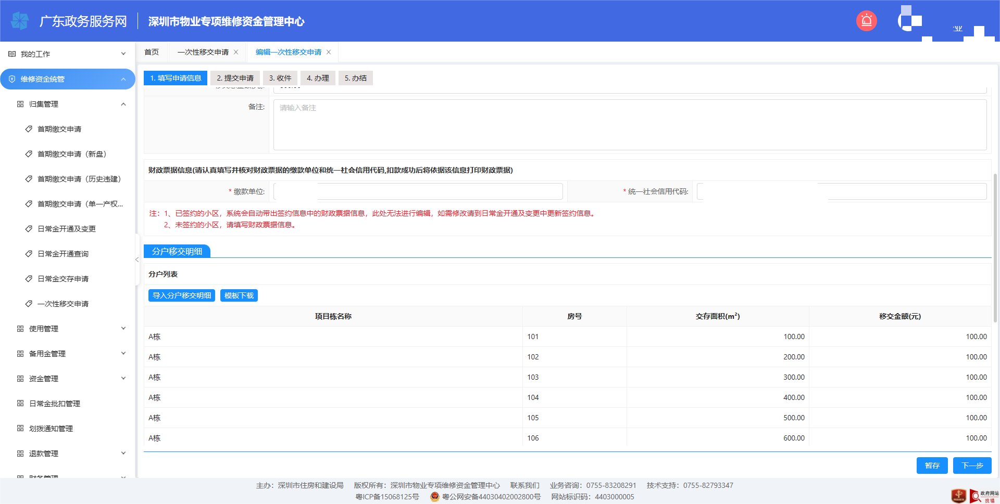 广东政务服务网
深圳市物业专项维修资金管理中心
业
我的工作
维修资金统管
归集管理
首期缴交申请
首期缴交申请（新盘）
首期缴交申请（历史违建）
首期缴交申请（单一产权...
日常金开通及变更
日常金开通查询
日常金交存申请
一次性移交申请
使用管理
备用金管理
资金管理
日常金批扣管理
划拨通知管理
退款管理
财务管理
首页
一次性移交申请
编辑一次性移交申请
1. 填写申请信息
2. 提交申请
3. 收件
4. 办理
5. 办结
备注:
请输入备注
财政票据信息(请认真填写并核对财政票据的缴款单位和统一社会信用代码,扣款成功后将依据该信息打印财政票据)
* 缴款单位:
* 统一社会信用代码:
注：1、已签约的小区，系统会自动带出签约信息中的财政票据信息，此处无法进行编辑，如需修改请到日常金开通及变更中更新签约信息。
2、未签约的小区，请填写财政票据信息。
分户移交明细
分户列表
导入分户移交明细 模板下载
项目栋名称 房号 交存面积(m²) 移交金额(元)
A栋 101 100.00 100.00
A栋 102 200.00 100.00
A栋 103 300.00 100.00
A栋 104 400.00 100.00
A栋 105 500.00 100.00
A栋 106 600.00 100.00
暂存 下一步
主办：深圳市住房和建设局 版权所有：深圳市物业专项维修资金管理中心 联系我们 业务咨询：0755-83208291 技术支持：0755-82793347
粤ICP备15068125号 粤公网安备44030402002800号 网站标识码：4403000005
政府网站
找错